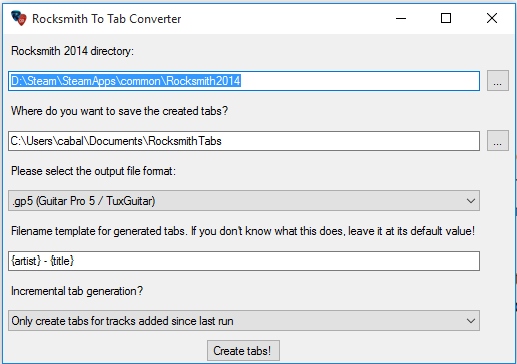 Rocksmith To Tab Converter
Rocksmith 2014 directory:
D:\Steam\SteamApps\common\Rocksmith2014
...
Where do you want to save the created tabs?
C:\Users\cabal\Documents\RocksmithTabs
...
Please select the output file format:
.gp5 (Guitar Pro 5 / TuxGuitar)
Filename template for generated tabs. If you don't know what this does, leave it at its default value!
{artist} - {title}
Incremental tab generation?
Only create tabs for tracks added since last run
Create tabs!